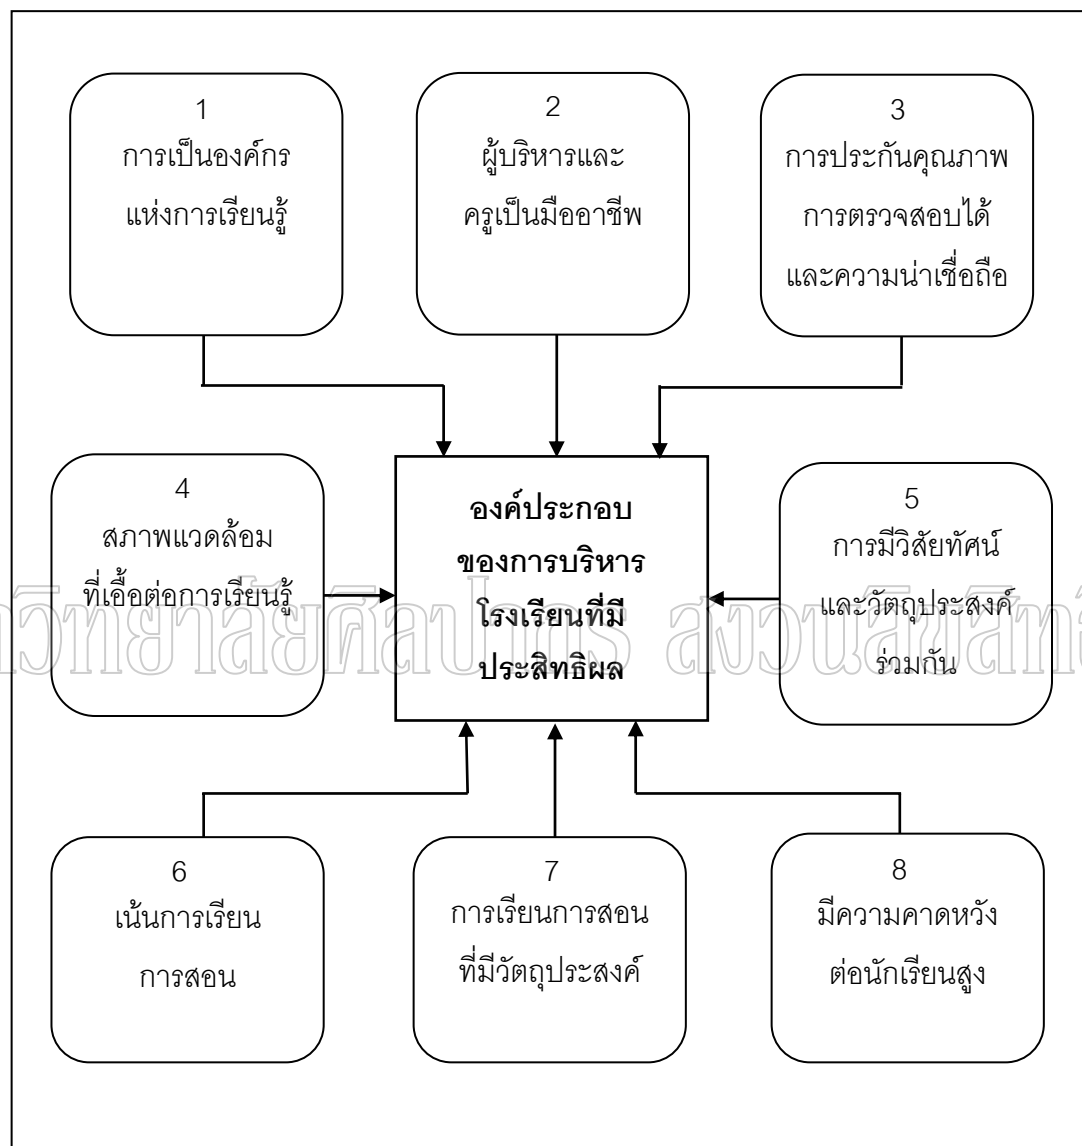 1
การเป็นองค์กร
แห่งการเรียนรู้
2
ผู้บริหารและ
ครูเป็นมืออาชีพ
3
การประกันคุณภาพ
การตรวจสอบได้
และความน่าเชื่อถือ
4
สภาพแวดล้อม
ที่เอื้อต่อการเรียนรู้
องค์ประกอบ
ของการบริหาร
โรงเรียนที่มี
ประสิทธิผล
5
การมีวิสัยทัศน์
และวัตถุประสงค์
ร่วมกัน
6
เน้นการเรียน
การสอน
7
การเรียนการสอน
ที่มีวัตถุประสงค์
8
มีความคาดหวัง
ต่อนักเรียนสูง